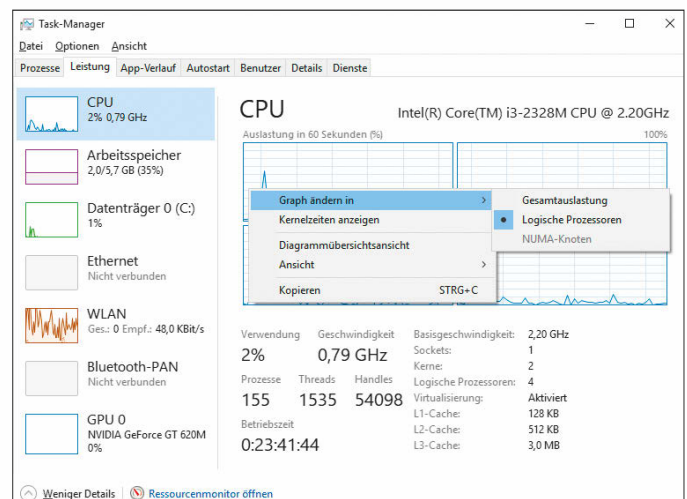 Task-Manager
Datei Optionen Ansicht
Prozesse Leistung App-Verlauf Autostart Benutzer Details Dienste
CPU
2% 0,79 GHz
Arbeitsspeicher
2,0/5,7 GB (35%)
Datenträger 0 (C:)
1%
Ethernet
Nicht verbunden
WLAN
Ges.: 0 Empf.: 48,0 KBit/s
Bluetooth-PAN
Nicht verbunden
GPU 0
NVIDIA GeForce GT 620M
0%
CPU Intel(R) Core(TM) i3-2328M CPU @ 2.20GHz
Auslastung in 60 Sekunden (%) 100%
Graph ändern in
Kernelzeiten anzeigen
Diagrammübersichtsansicht
Ansicht
Kopieren STRG+C
Gesamtauslastung
Logische Prozessoren
NUMA-Knoten
Verwendung Geschwindigkeit
2% 0,79 GHz
Prozesse Threads Handles
155 1535 54098
Betriebszeit
0:23:41:44
Basisgeschwindigkeit: 2,20 GHz
Sockets: 1
Kerne: 2
Logische Prozessoren: 4
Virtualisierung: Aktiviert
L1-Cache: 128 KB
L2-Cache: 512 KB
L3-Cache: 3,0 MB
Weniger Details Ressourcenmonitor öffnen